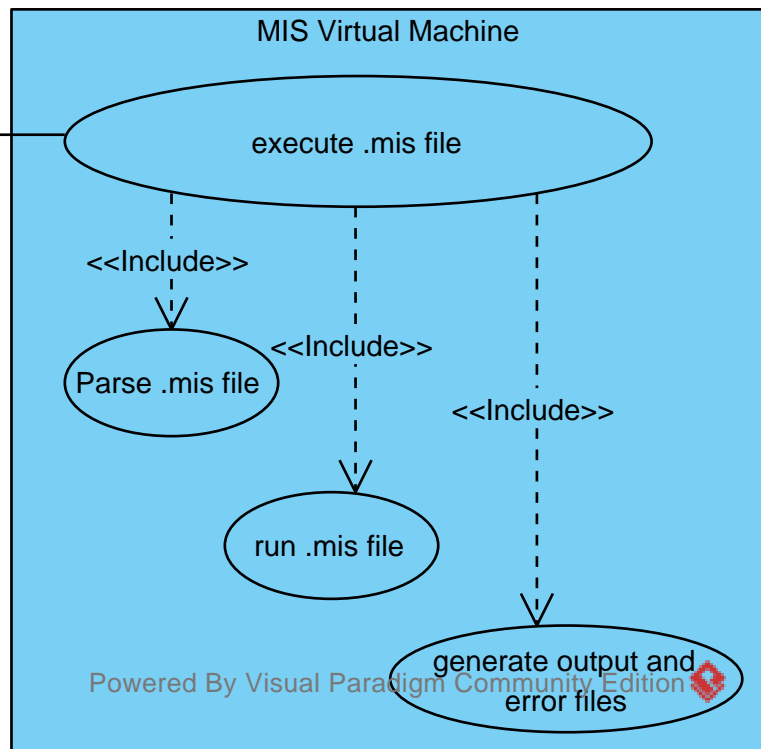 MIS Virtual Machine
execute .mis file
<<Include>>
<<Include>>
Parse .mis file
<<Include>>
run .mis file
generate output and
error files
Powered By Visual Paradigm Community Edition